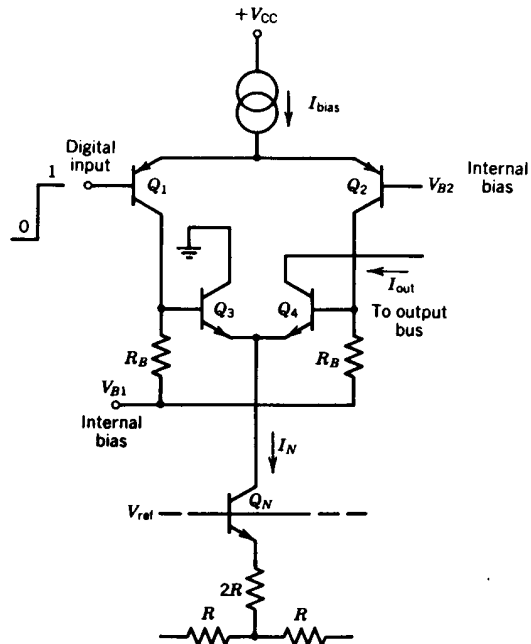 +V_CC
I_bias
Digital
input
1
0
Q_1
Q_2
V_B2
Internal
bias
Q_3
Q_4
I_out
To output
bus
R_B
R_B
V_B1
Internal
bias
I_N
V_ref
Q_N
2R
R
R